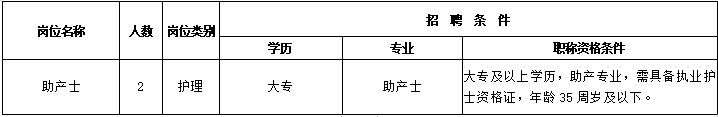 岗位名称 人数 岗位类别 招 聘 条 件
学历 专业 职称资格条件
助产士 2 护理 大专 助产士 大专及以上学历，助产专业，需具备执业护
士资格证，年龄 35 周岁及以下。